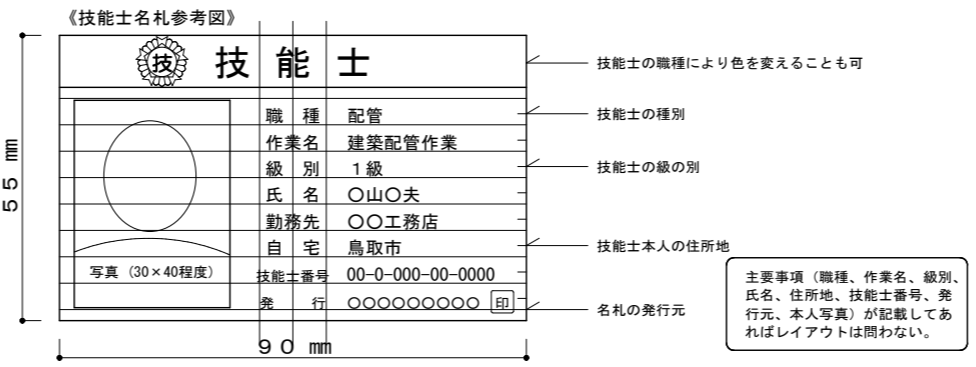 《技能士名札参考図》
技 技能士
技能士の職種により色を変えることも可
職種 配管
技能士の種別
作業名 建築配管作業
級別 1級
技能士の級の別
氏名 〇山〇夫
勤務先 〇〇工務店
自宅 鳥取市
技能士本人の住所地
写真（30×40程度）
技能士番号 00-0-000-00-0000
発行 〇〇〇〇〇〇〇〇〇 印
名札の発行元
55 mm
90 mm
主要事項（職種、作業名、級別、
氏名、住所地、技能士番号、発
行元、本人写真）が記載してあ
ればレイアウトは問わない。